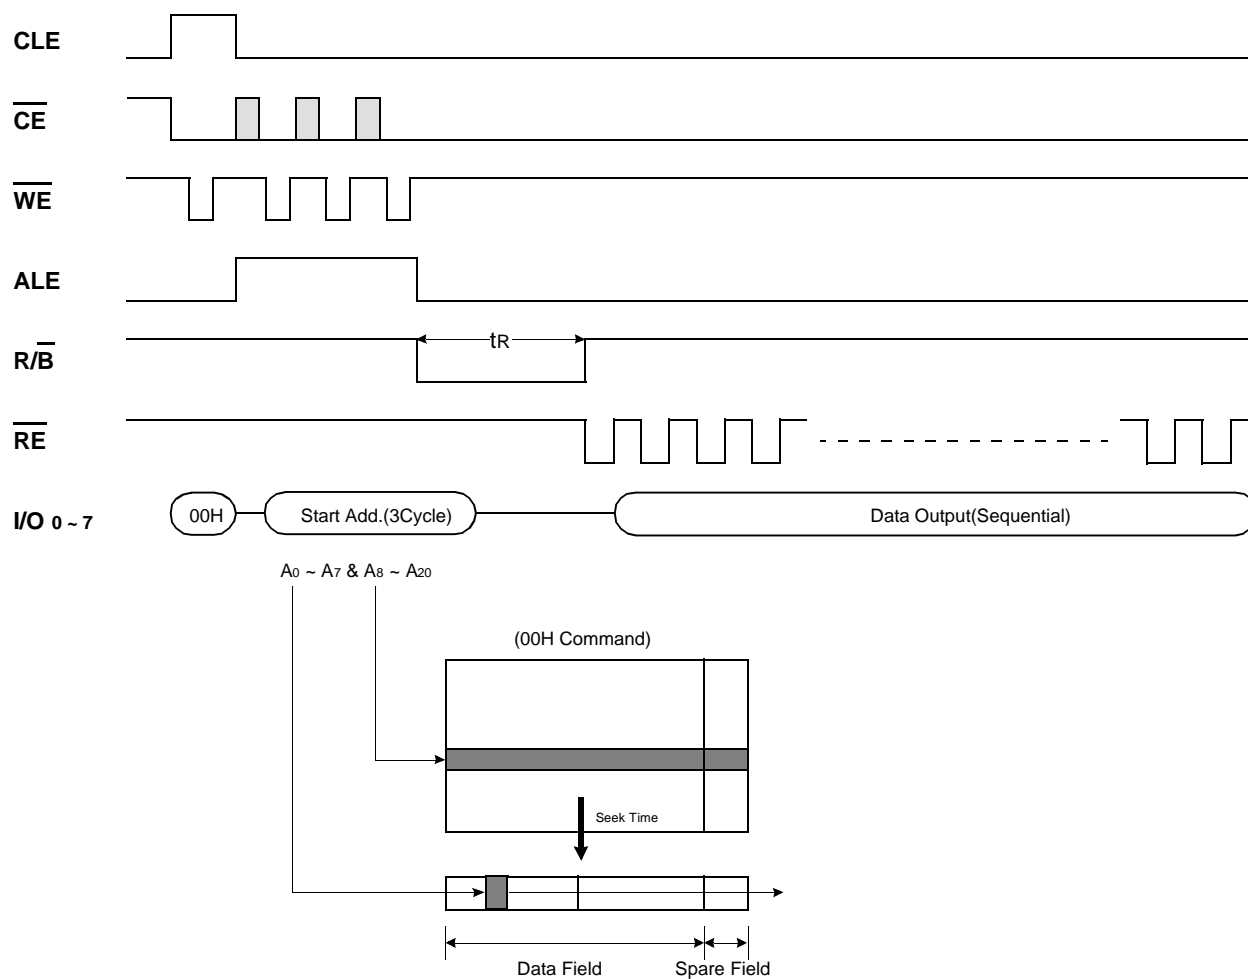 CLE
CE
WE
ALE
R/B
tR
RE
I/O 0 ~ 7
00H
Start Add.(3Cycle)
Data Output(Sequential)
A0 ~ A7 & A8 ~ A20
(00H Command)
Seek Time
Data Field
Spare Field